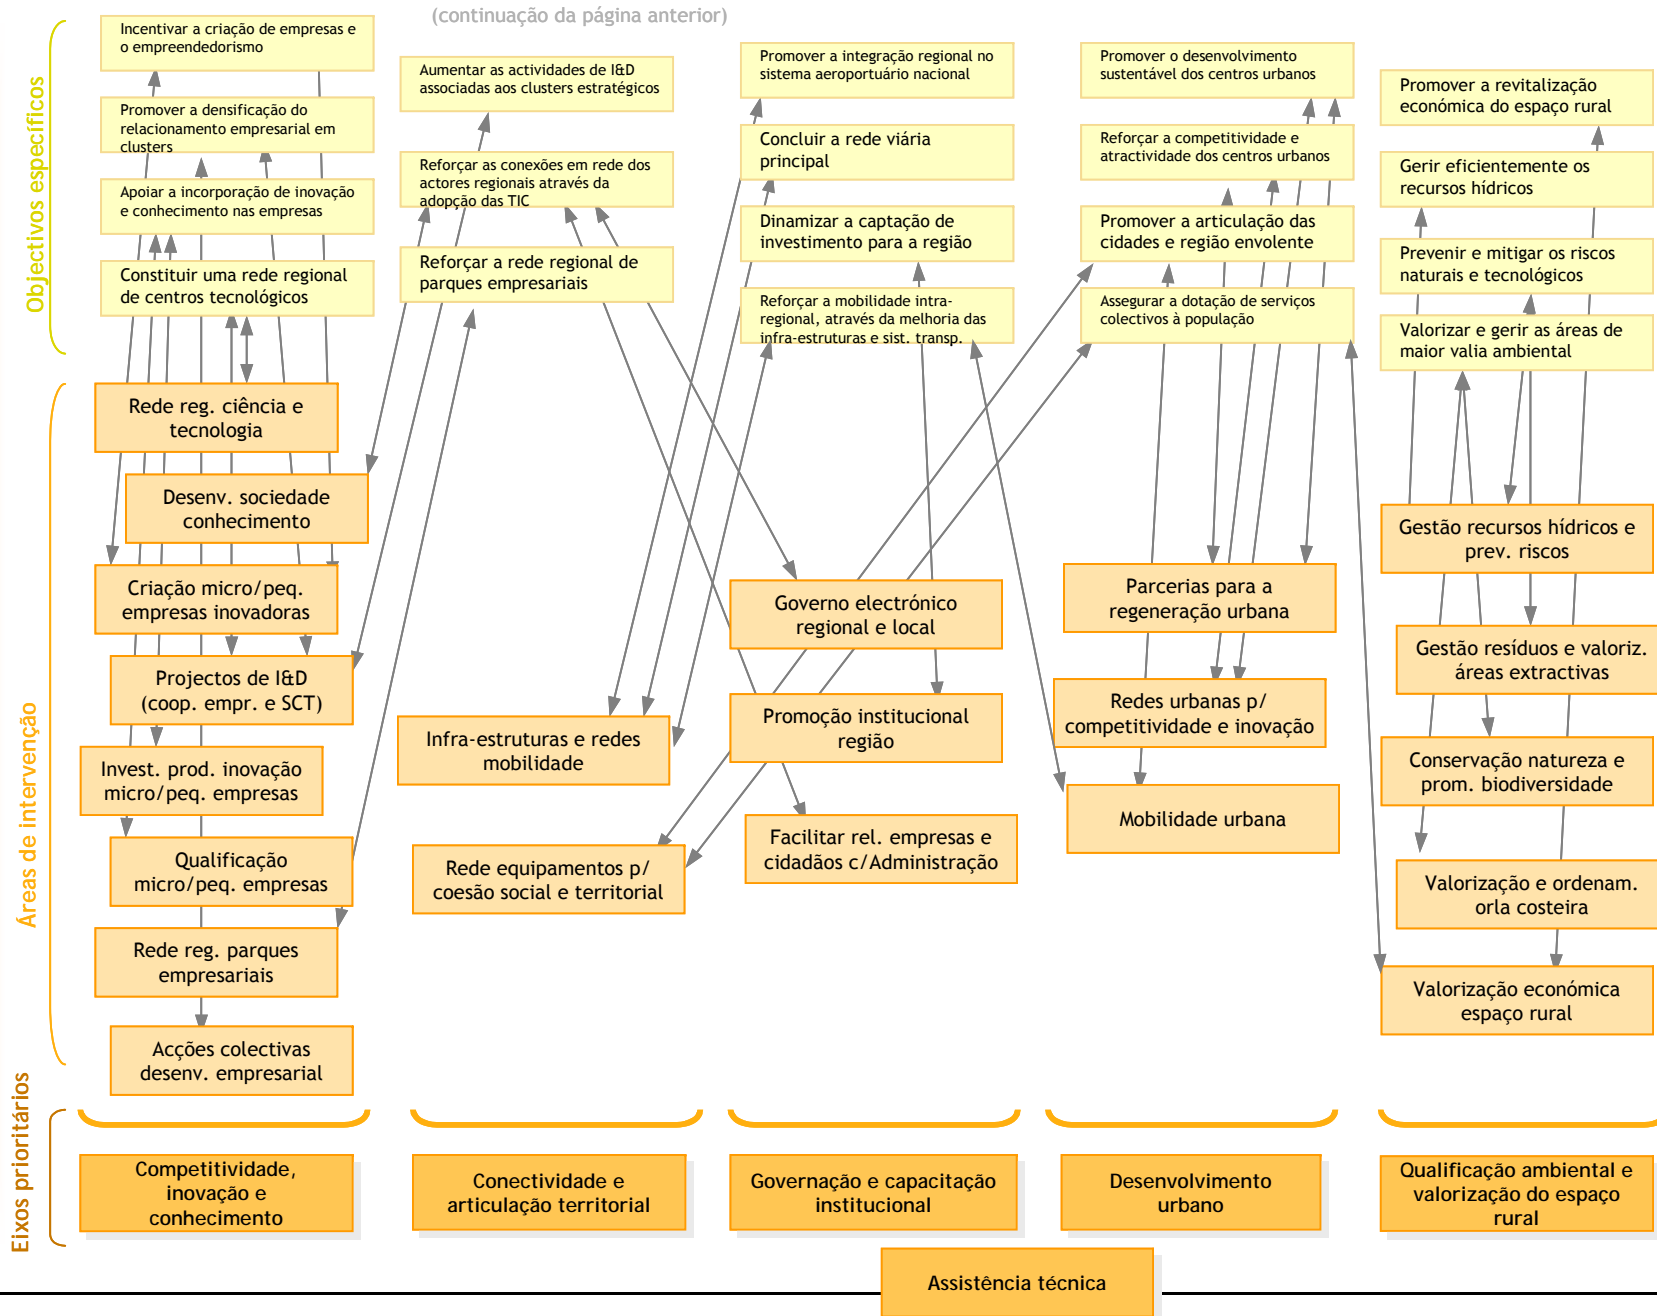 (continuação da página anterior)
Objectivos específicos
Incentivar a criação de empresas e
o empreendedorismo
Promover a densificação do
relacionamento empresarial em
clusters
Apoiar a incorporação de inovação
e conhecimento nas empresas
Constituir uma rede regional
de centros tecnológicos
Aumentar as actividades de I&D
associadas aos clusters estratégicos
Reforçar as conexões em rede dos
actores regionais através da
adopção das TIC
Reforçar a rede regional de
parques empresariais
Promover a integração regional no
sistema aeroportuário nacional
Concluir a rede viária
principal
Dinamizar a captação de
investimento para a região
Reforçar a mobilidade intra-
regional, através da melhoria das
infra-estruturas e sist. transp.
Promover o desenvolvimento
sustentável dos centros urbanos
Reforçar a competitividade e
atractividade dos centros urbanos
Promover a articulação das
cidades e região envolente
Assegurar a dotação de serviços
colectivos à população
Promover a revitalização
económica do espaço rural
Gerir eficientemente os
recursos hídricos
Prevenir e mitigar os riscos
naturais e tecnológicos
Valorizar e gerir as áreas de
maior valia ambiental
Áreas de intervenção
Rede reg. ciência e
tecnologia
Desenv. sociedade
conhecimento
Criação micro/peq.
empresas inovadoras
Projectos de I&D
(coop. empr. e SCT)
Invest. prod. inovação
micro/peq. empresas
Qualificação
micro/peq. empresas
Rede reg. parques
empresariais
Acções colectivas
desenv. empresarial
Infra-estruturas e redes
mobilidade
Rede equipamentos p/
coesão social e territorial
Governo electrónico
regional e local
Promoção institucional
região
Facilitar rel. empresas e
cidadãos c/Administração
Parcerias para a
regeneração urbana
Redes urbanas p/
competitividade e inovação
Mobilidade urbana
Gestão recursos hídricos e
prev. riscos
Gestão resíduos e valoriz.
áreas extractivas
Conservação natureza e
prom. biodiversidade
Valorização e ordenam.
orla costeira
Valorização económica
espaço rural
Eixos prioritários
Competitividade,
inovação e
conhecimento
Conectividade e
articulação territorial
Governação e capacitação
institucional
Desenvolvimento
urbano
Qualificação ambiental e
valorização do espaço
rural
Assistência técnica